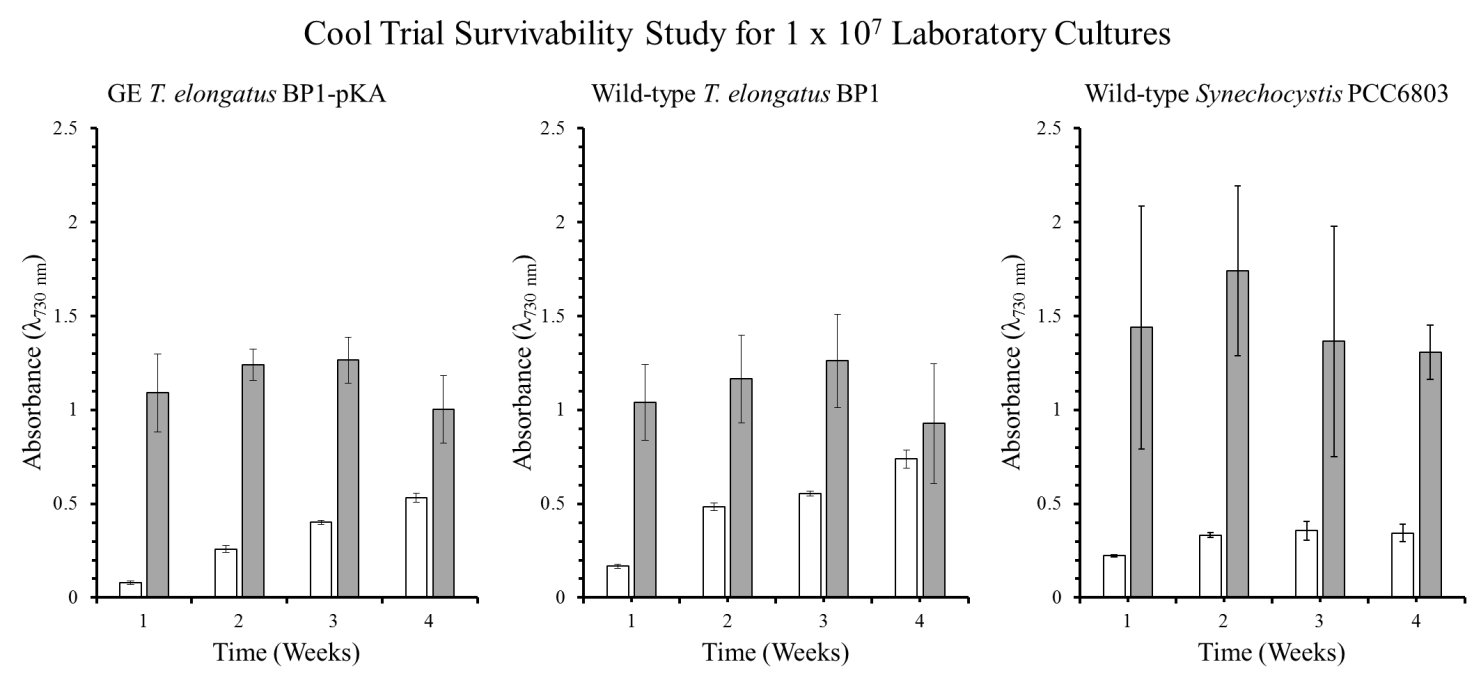 Cool Trial Survivability Study for 1 x 10⁷ Laboratory Cultures
GE T. elongatus BP1-pKA
2.5
2
1.5
1
0.5
0
Absorbance (λ730 nm)
1 2 3 4
Time (Weeks)
Wild-type T. elongatus BP1
2.5
2
1.5
1
0.5
0
Absorbance (λ730 nm)
1 2 3 4
Time (Weeks)
Wild-type Synechocystis PCC6803
2.5
2
1.5
1
0.5
0
Absorbance (λ730 nm)
1 2 3 4
Time (Weeks)